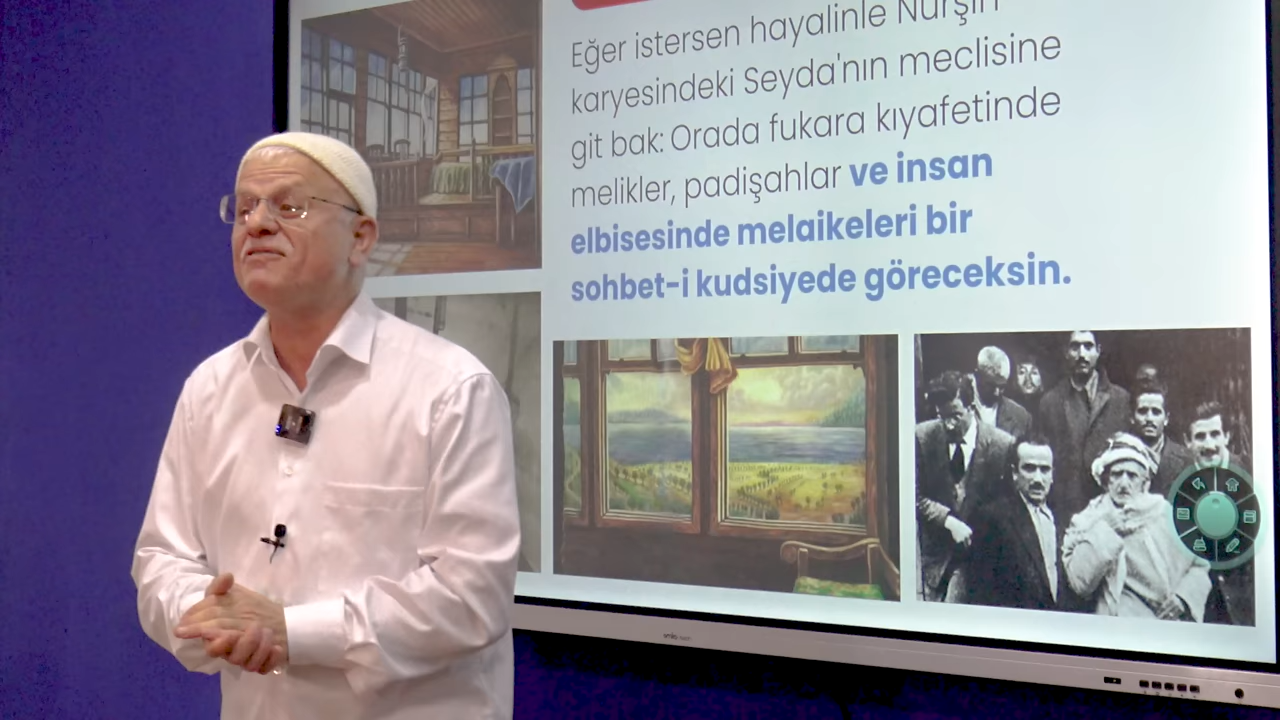 Eğer istersen hayalinle Nurşin
karyesindeki Seyda'nın meclisine
git bak: Orada fukara kıyafetinde
melikler, padişahlar ve insan
elbisesinde melaikeleri bir
sohbet-i kudsiyede göreceksin.